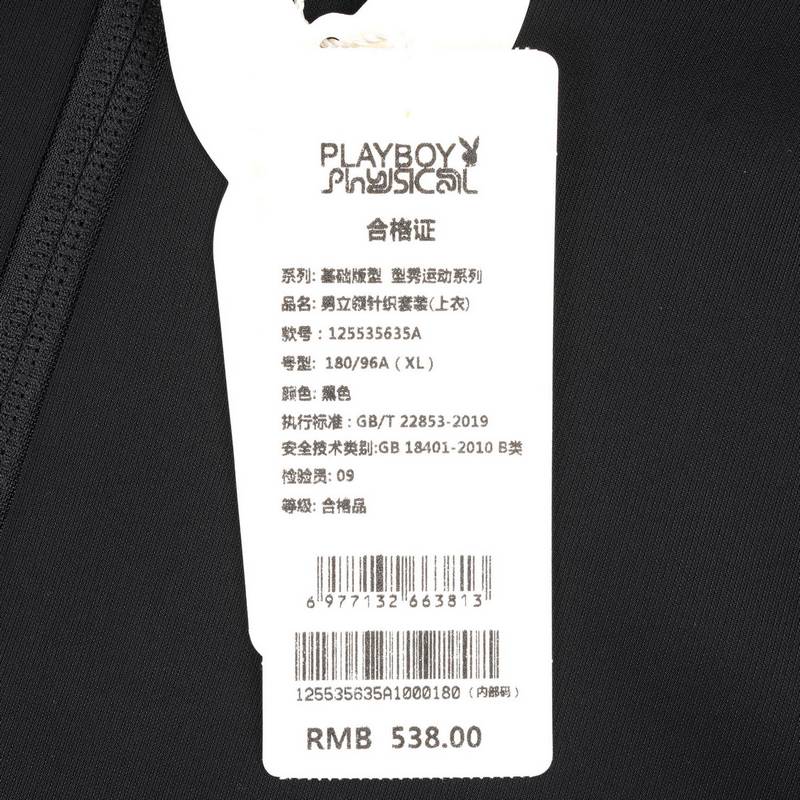 PLAYBOY
PHYSICAL
合格证
系列: 基础版型 型秀运动系列
品名: 男立领针织套装(上衣)
款号：125535635A
号型: 180/96A（XL）
颜色: 黑色
执行标准：GB/T 22853-2019
安全技术类别:GB 18401-2010 B类
检验员: 09
等级: 合格品
6 977132 663813
125535635A1000180（内部码）
RMB 538.00